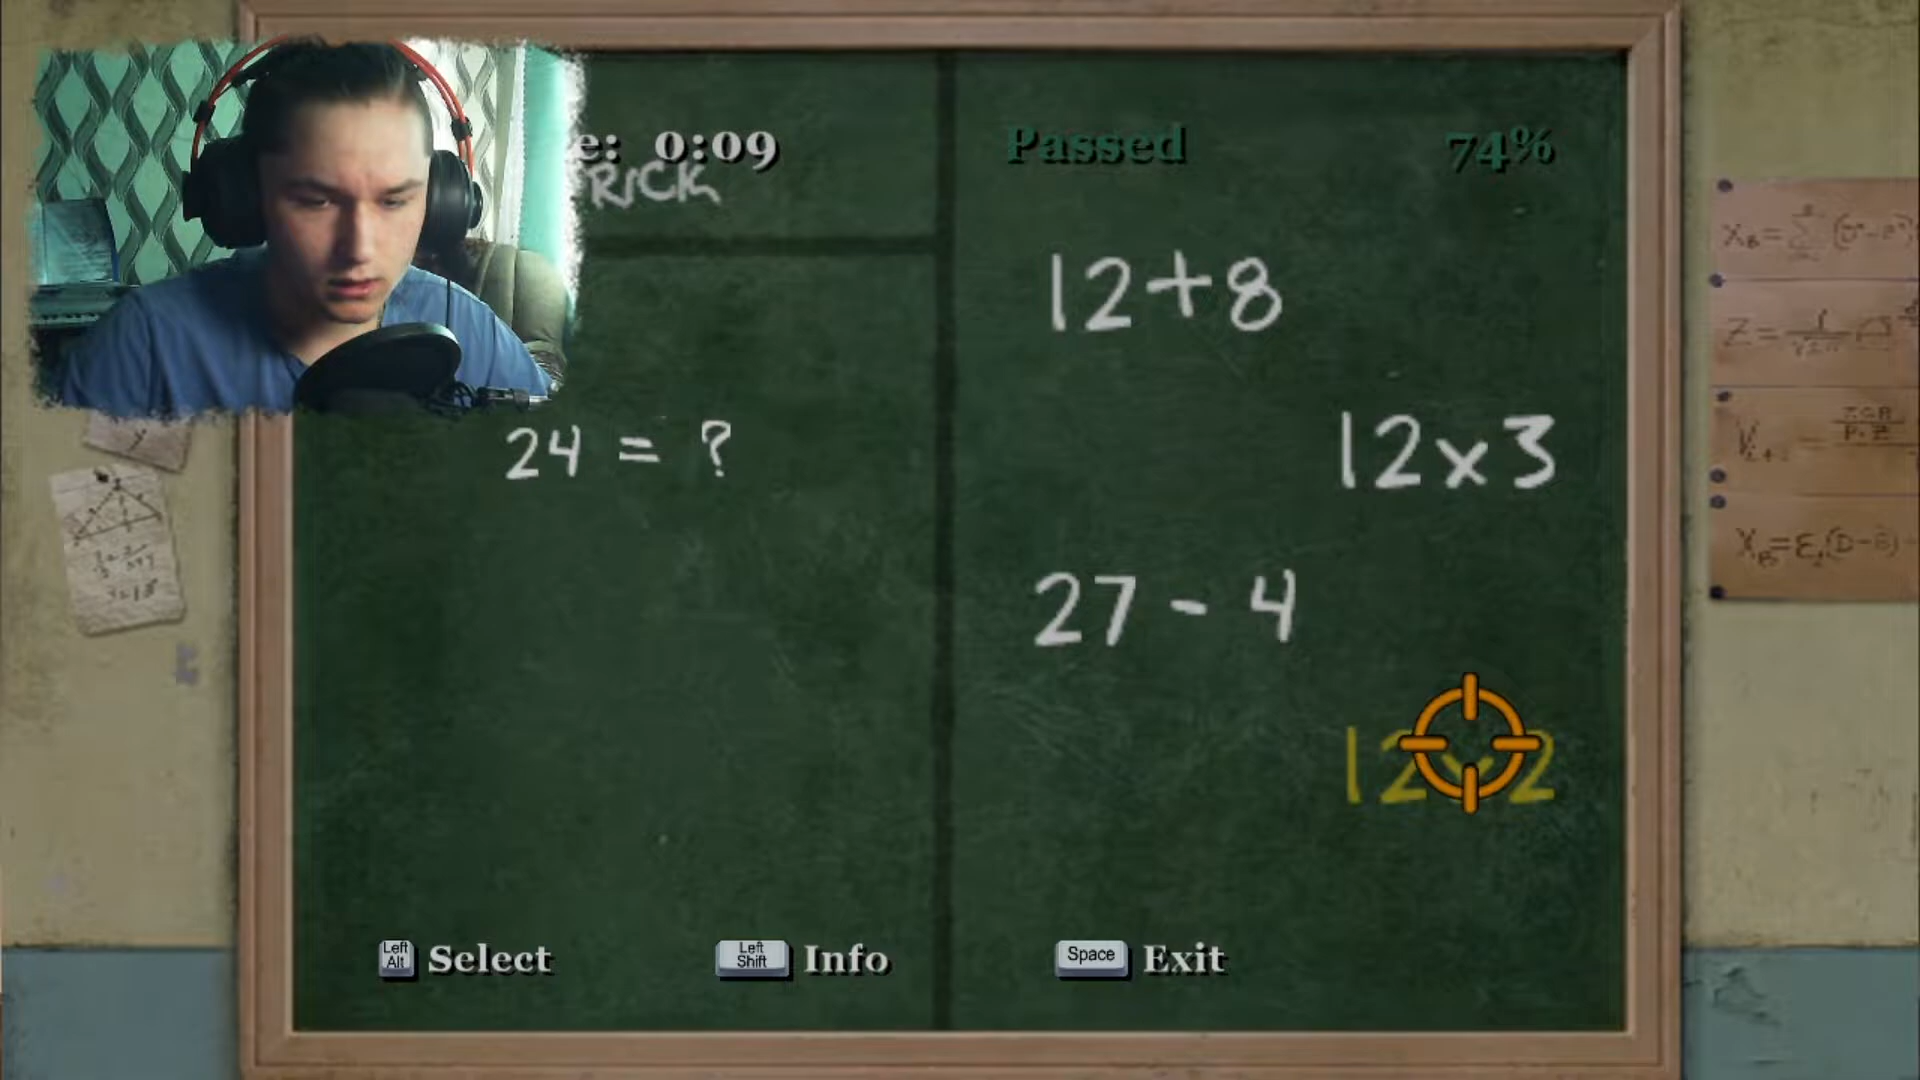 e: 0:09
RICK
Passed 74%
12+8
12x3
24 = ?
27 - 4
Left Alt Select
Left Shift Info
Space Exit